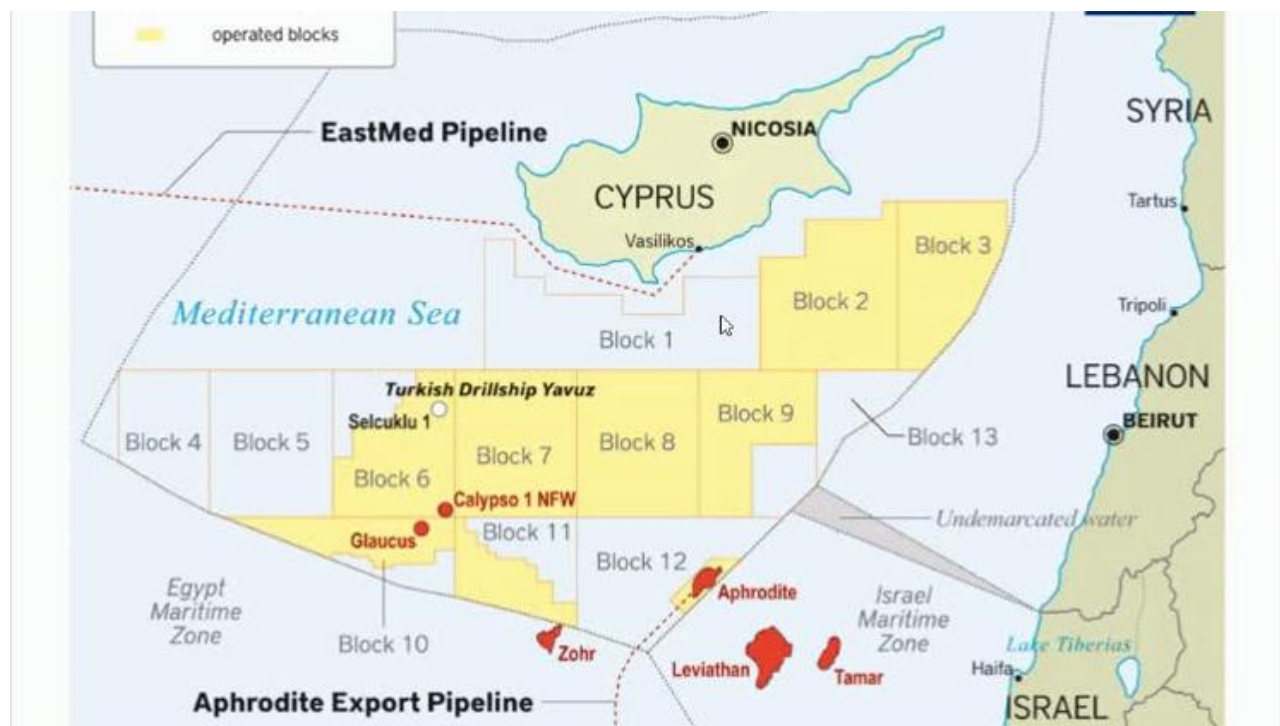 operated blocks
EastMed Pipeline
NICOSIA
SYRIA
CYPRUS
Tartus
Vasilikos
Block 3
Block 2
Mediterranean Sea
Tripoli
Block 1
LEBANON
Turkish Drillship Yavuz
Selcuklu 1
Block 9
BEIRUT
Block 4
Block 5
Block 7
Block 8
Block 13
Block 6
Calypso 1 NFW
Undemarcated water
Glaucus
Block 11
Block 12
Egypt
Maritime
Zone
Aphrodite
Israel
Maritime
Zone
Block 10
Zohr
Lake Tiberias
Leviathan
Tamar
Haifa
Aphrodite Export Pipeline
ISRAEL